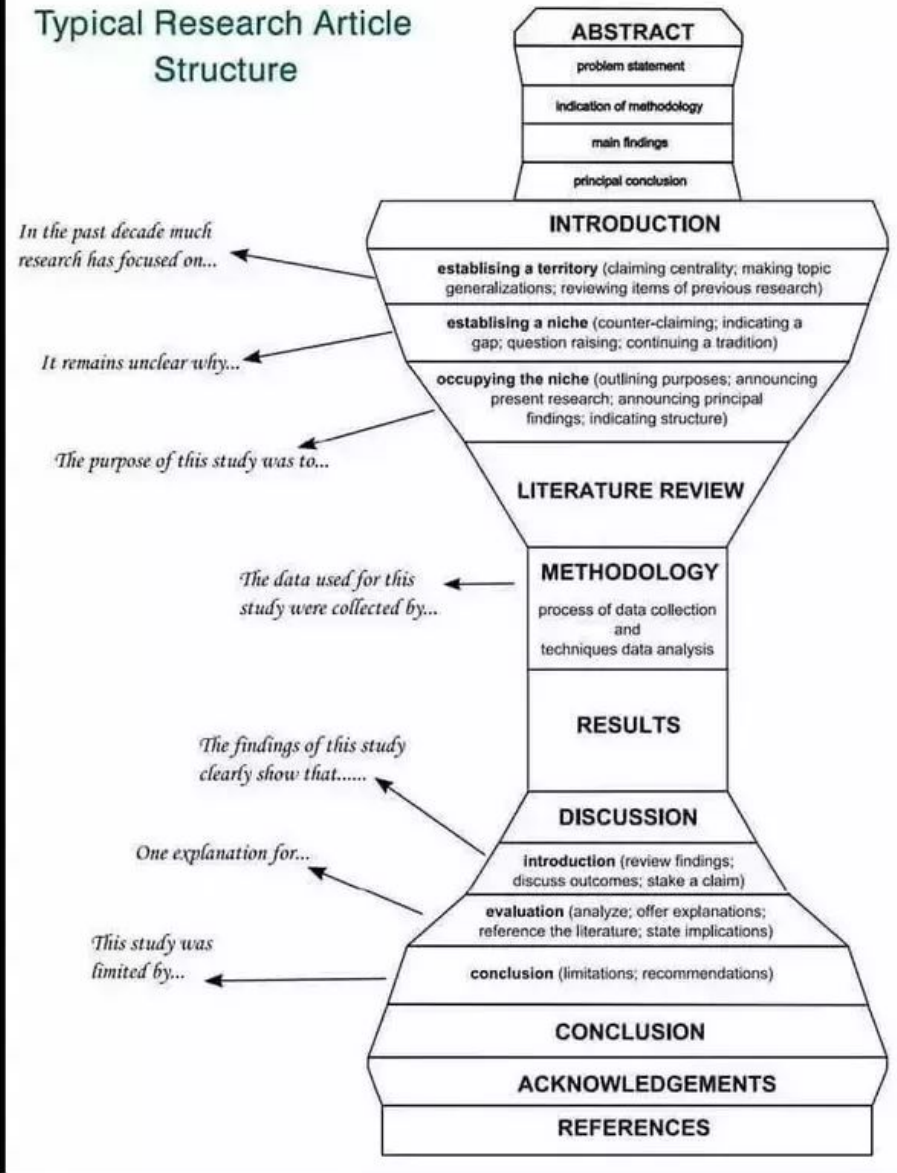 Typical Research Article
Structure
ABSTRACT
problem statement
indication of methodology
main findings
principal conclusion
INTRODUCTION
In the past decade much
research has focused on...
establising a territory (claiming centrality; making topic
generalizations; reviewing items of previous research)
establising a niche (counter-claiming; indicating a
gap; question raising; continuing a tradition)
It remains unclear why...
occupying the niche (outlining purposes; announcing
present research; announcing principal
findings; indicating structure)
The purpose of this study was to...
LITERATURE REVIEW
METHODOLOGY
The data used for this
study were collected by...
process of data collection
and
techniques data analysis
RESULTS
The findings of this study
clearly show that......
DISCUSSION
introduction (review findings;
discuss outcomes; stake a claim)
One explanation for...
evaluation (analyze; offer explanations;
reference the literature; state implications)
This study was
limited by...
conclusion (limitations; recommendations)
CONCLUSION
ACKNOWLEDGEMENTS
REFERENCES